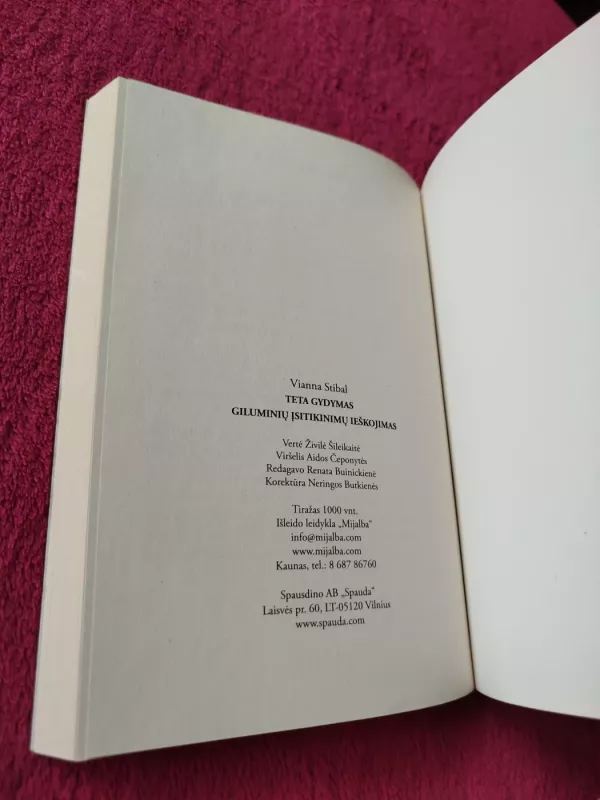 Vianna Stibal
TETA GYDYMAS
GILUMINIŲ ĮSITIKINIMŲ IEŠKOJIMAS
Vertė Živilė Šileikaitė
Viršelis Aidos Čeponytės
Redagavo Renata Buinickienė
Korektūra Neringos Burkienės
Tiražas 1000 vnt.
Išleido leidykla „Mijalba“
info@mijalba.com
www.mijalba.com
Kaunas, tel.: 8 687 86760
Spausdino AB „Spauda“
Laisvės pr. 60, LT-05120 Vilnius
www.spauda.com